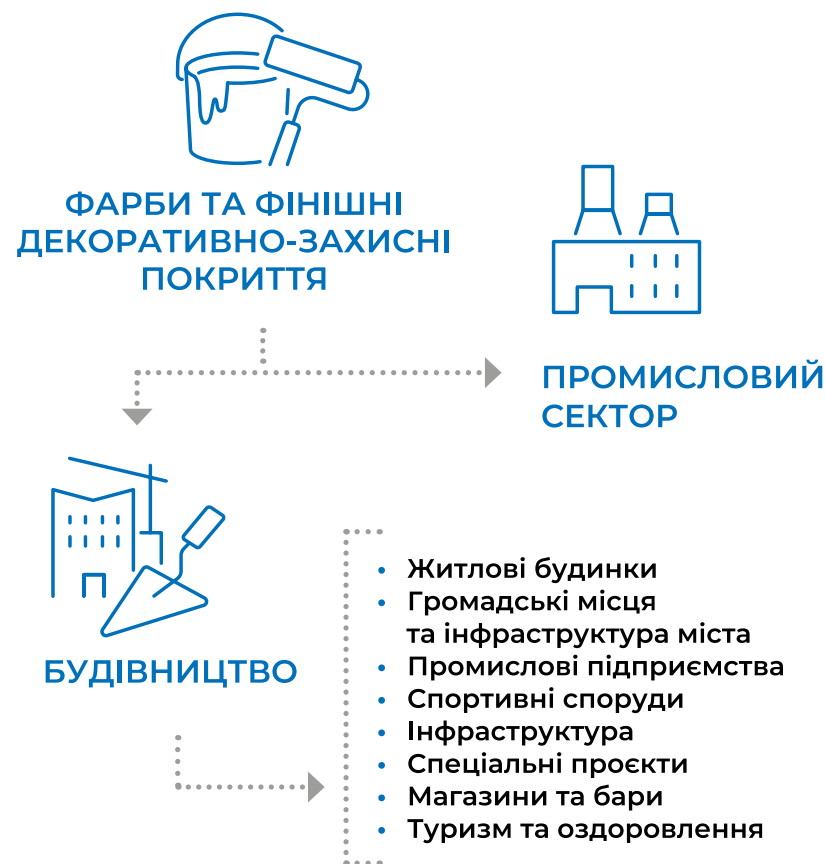 ФАРБИ ТА ФІНІШНІ
ДЕКОРАТИВНО-ЗАХИСНІ
ПОКРИТТЯ
ПРОМИСЛОВИЙ
СЕКТОР
БУДІВНИЦТВО
• Житлові будинки
• Громадські місця
та інфраструктура міста
• Промислові підприємства
• Спортивні споруди
• Інфраструктура
• Спеціальні проєкти
• Магазини та бари
• Туризм та оздоровлення